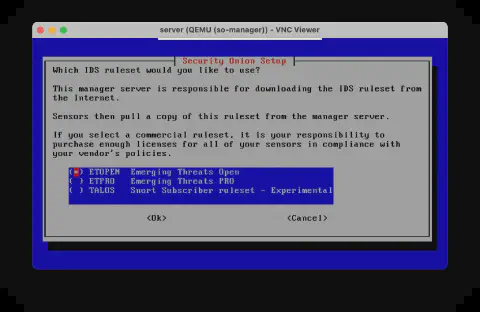 server (QEMU (so-manager)) - VNC Viewer
Security Onion Setup
Which IDS ruleset would you like to use?
This manager server is responsible for downloading the IDS ruleset from
the Internet.
Sensors then pull a copy of this ruleset from the manager server.
If you select a commercial ruleset, it is your responsibility to
purchase enough licenses for all of your sensors in compliance with
your vendor's policies.
(*) ETOPEN Emerging Threats Open
( ) ETPRO Emerging Threats PRO
( ) TALOS Snort Subscriber ruleset - Experimental
<Ok> <Cancel>